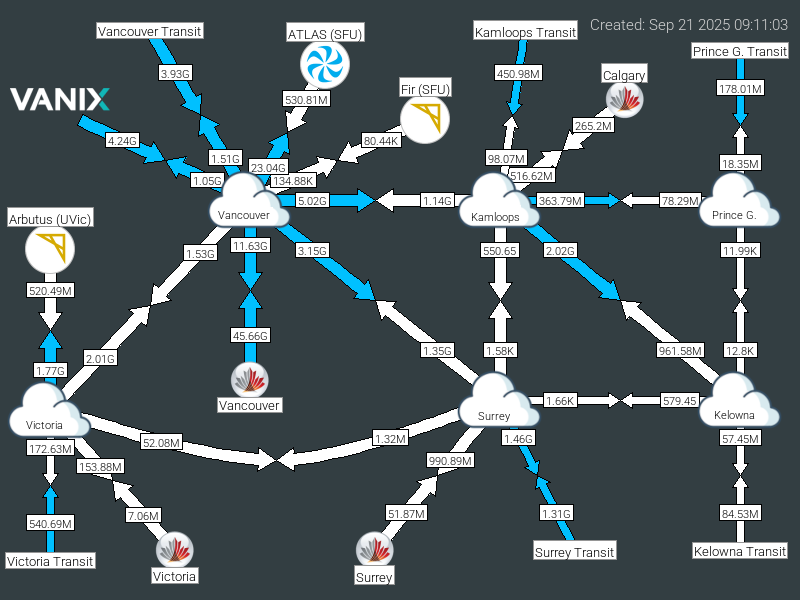 Created: Sep 21 2025 09:11:03
Vancouver Transit
ATLAS (SFU)
Kamloops Transit
Prince G. Transit
3.93G
450.98M
Calgary
Fir (SFU)
178.01M
VANIX
530.81M
265.2M
4.24G
80.44K
1.51G
98.07M
18.35M
23.04G
1.05G
134.88K
516.62M
5.02G
1.14G
363.79M
78.29M
Arbutus (UVic)
Vancouver
Kamloops
Prince G.
11.63G
3.15G
550.65
2.02G
11.99K
1.53G
520.49M
45.66G
2.01G
1.35G
1.58K
961.58M
12.8K
1.77G
Vancouver
1.66K
579.45
Victoria
Surrey
Kelowna
172.63M
52.08M
1.32M
1.46G
57.45M
153.88M
990.89M
540.69M
7.06M
51.87M
1.31G
84.53M
Victoria Transit
Victoria
Surrey
Surrey Transit
Kelowna Transit